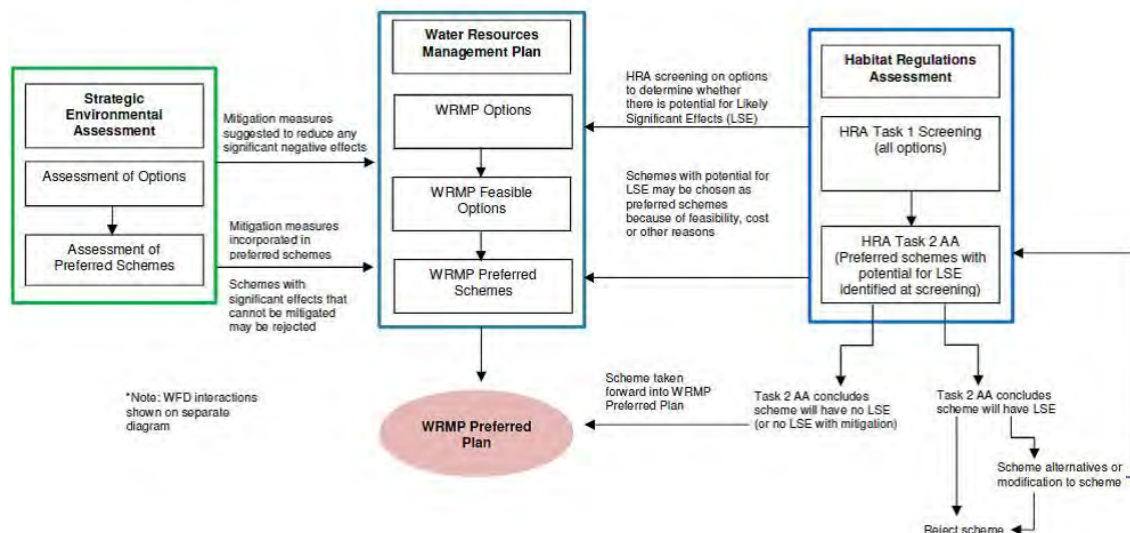 Strategic
Environmental
Assessment
Assessment of Options
Assessment of
Preferred Schemes
Mitigation measures
suggested to reduce any
significant negative effects
Mitigation measures
incorporated in
preferred schemes
Schemes with
significant effects that
cannot be mitigated
may be rejected
*Note: WFD interactions
shown on separate
diagram
Water Resources
Management Plan
WRMP Options
WRMP Feasible
Options
WRMP Preferred
Schemes
WRMP Preferred
Plan
HRA screening on options
to determine whether
there is potential for Likely
Significant Effects (LSE)
Schemes with potential for
LSE may be chosen as
preferred schemes
because of feasibility, cost
or other reasons
Scheme taken
forward into WRMP
Preferred Plan
Habitat Regulations
Assessment
HRA Task 1 Screening
(all options)
HRA Task 2 AA
(Preferred schemes with
potential for LSE
identified at screening)
Task 2 AA concludes
scheme will have no LSE
(or no LSE with mitigation)
Task 2 AA concludes
scheme will have LSE
Scheme alternatives or
modification to scheme
Reject scheme